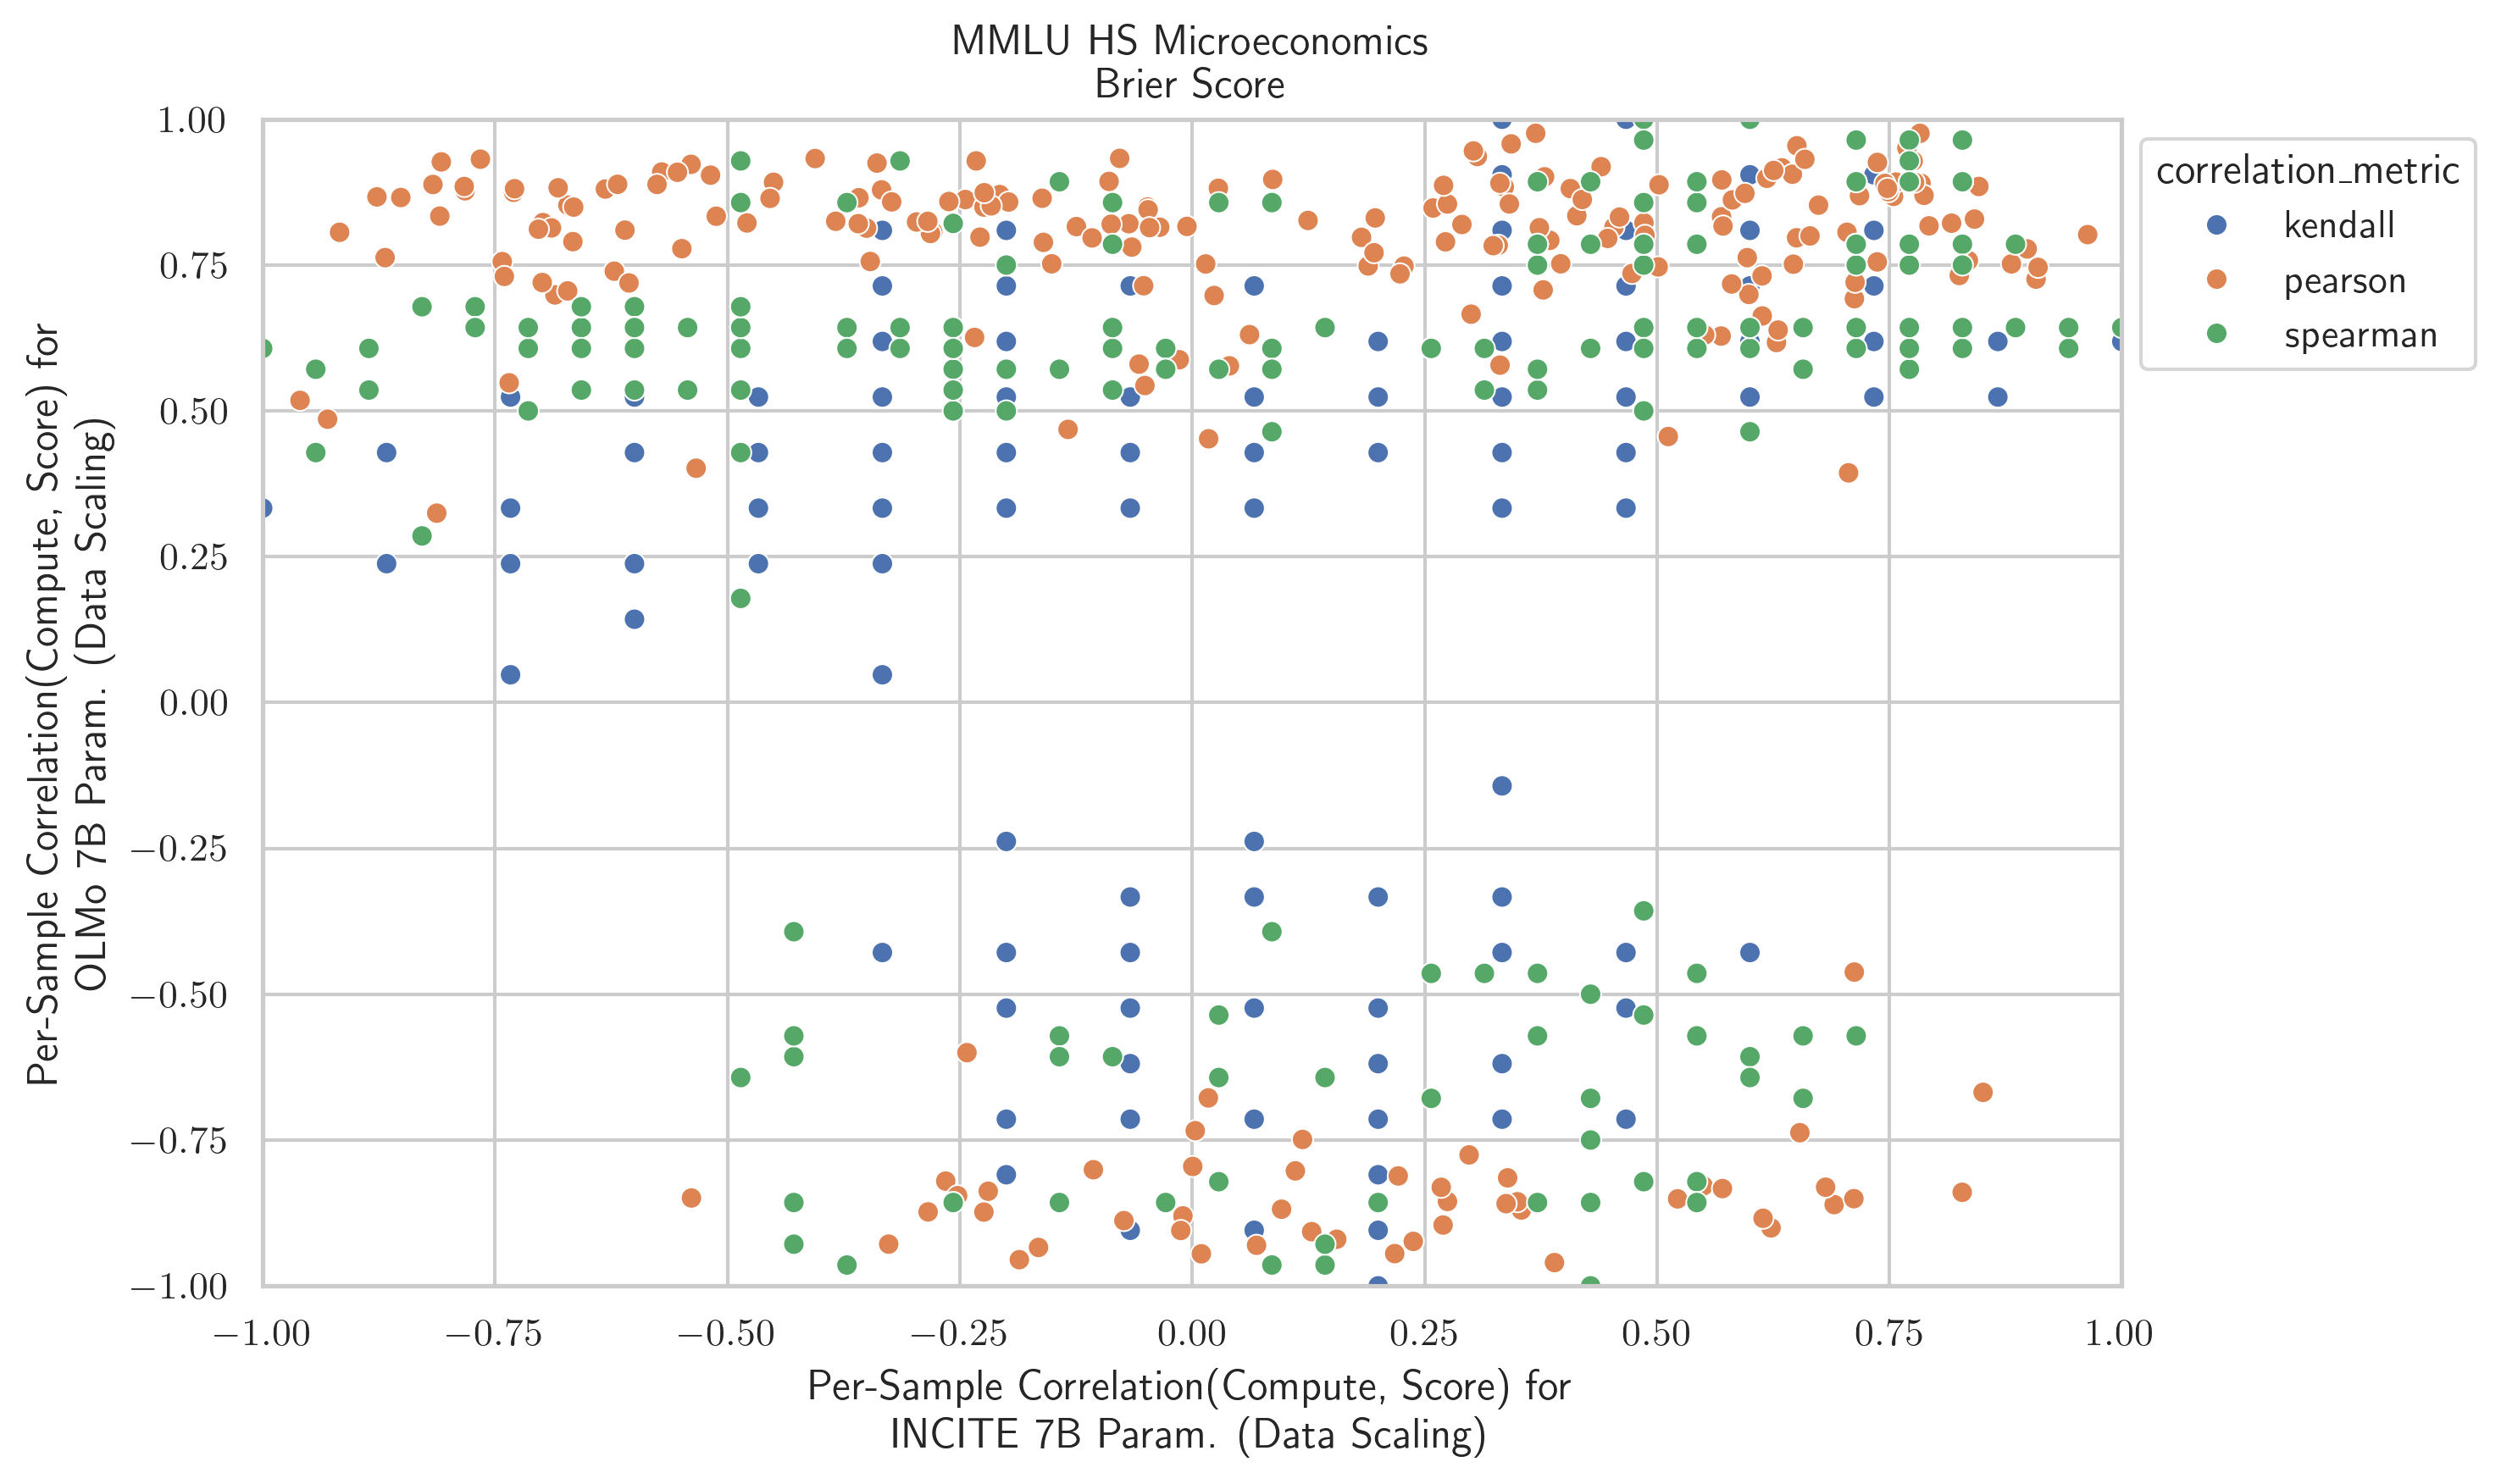 MMLU HS Microeconomics
Brier Score
Per-Sample Correlation(Compute, Score) for
OLMo 7B Param. (Data Scaling)
1.00
0.75
0.50
0.25
0.00
−0.25
−0.50
−0.75
−1.00
−1.00 −0.75 −0.50 −0.25 0.00 0.25 0.50 0.75 1.00
Per-Sample Correlation(Compute, Score) for
INCITE 7B Param. (Data Scaling)
correlation_metric
kendall
pearson
spearman